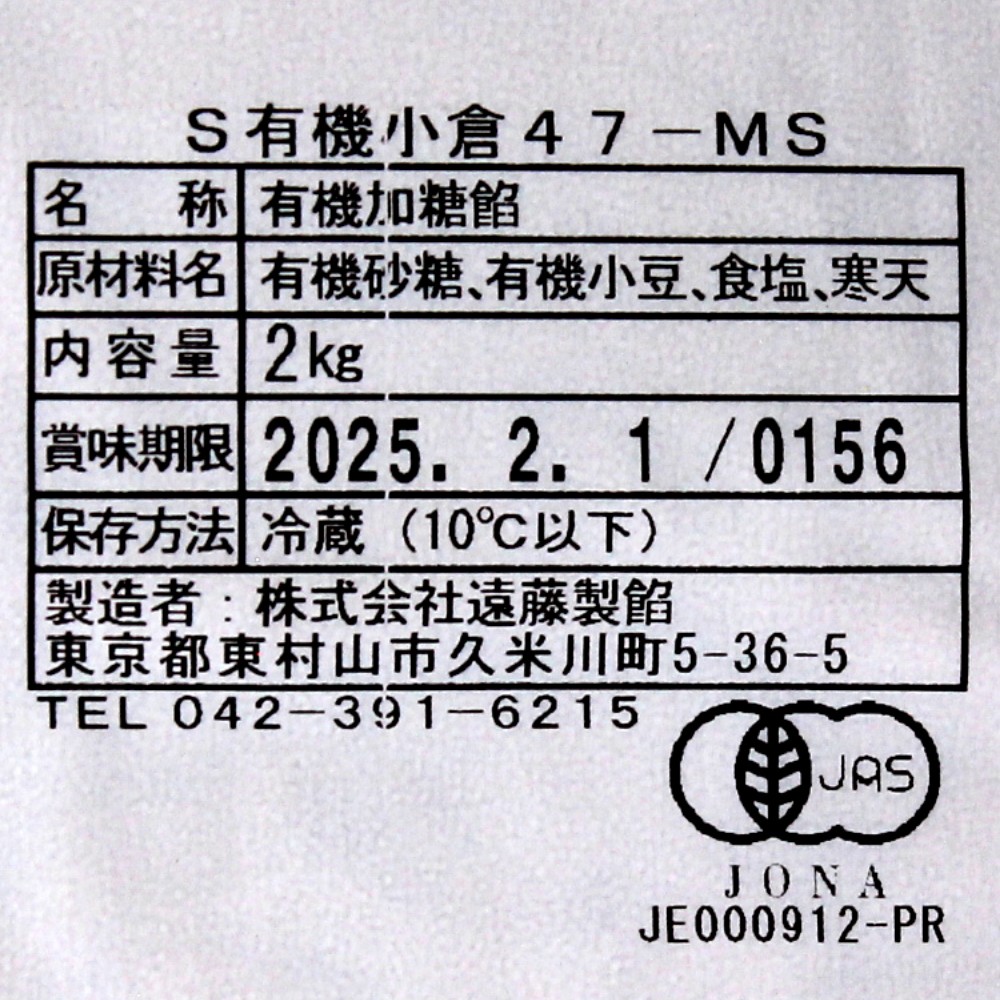 S有機小倉47-MS
名称 有機加糖餡
原材料名 有機砂糖、有機小豆、食塩、寒天
内容量 2kg
賞味期限 2025. 2. 1 /0156
保存方法 冷蔵（10℃以下）
製造者：株式会社遠藤製餡
東京都東村山市久米川町5-36-5
TEL 042-391-6215
JAS
JONA
JE000912-PR